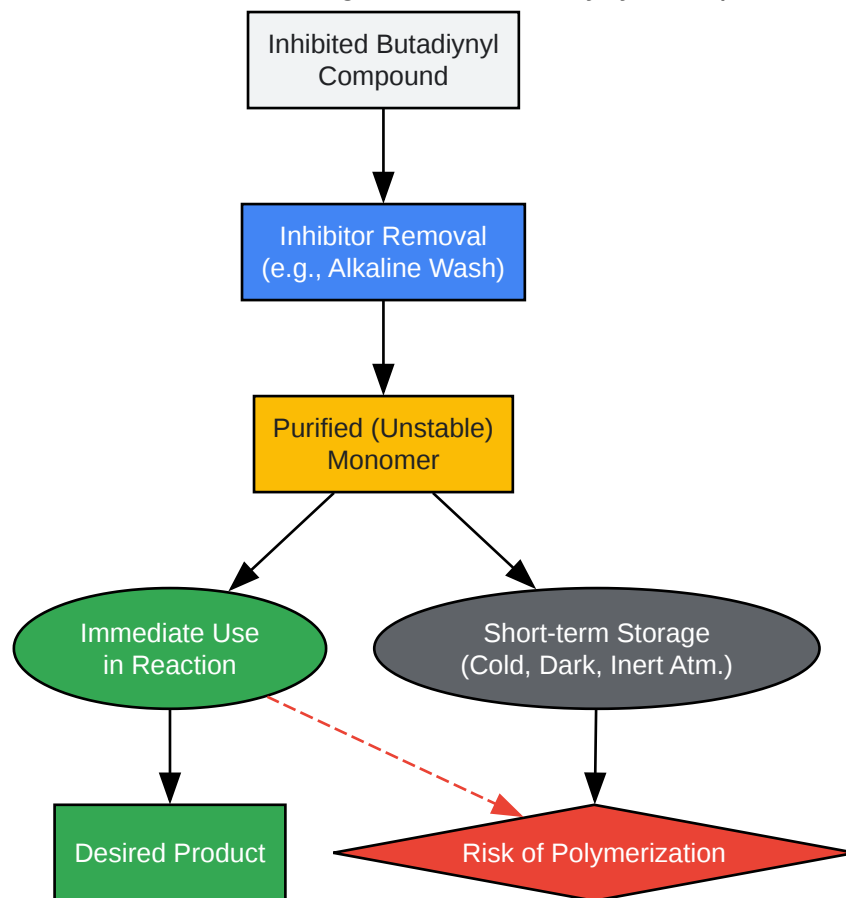 Inhibited Butadiynyl
Compound
Inhibitor Removal
(e.g., Alkaline Wash)
Purified (Unstable)
Monomer
Immediate Use
in Reaction
Short-term Storage
(Cold, Dark, Inert Atm.)
Desired Product
Risk of Polymerization